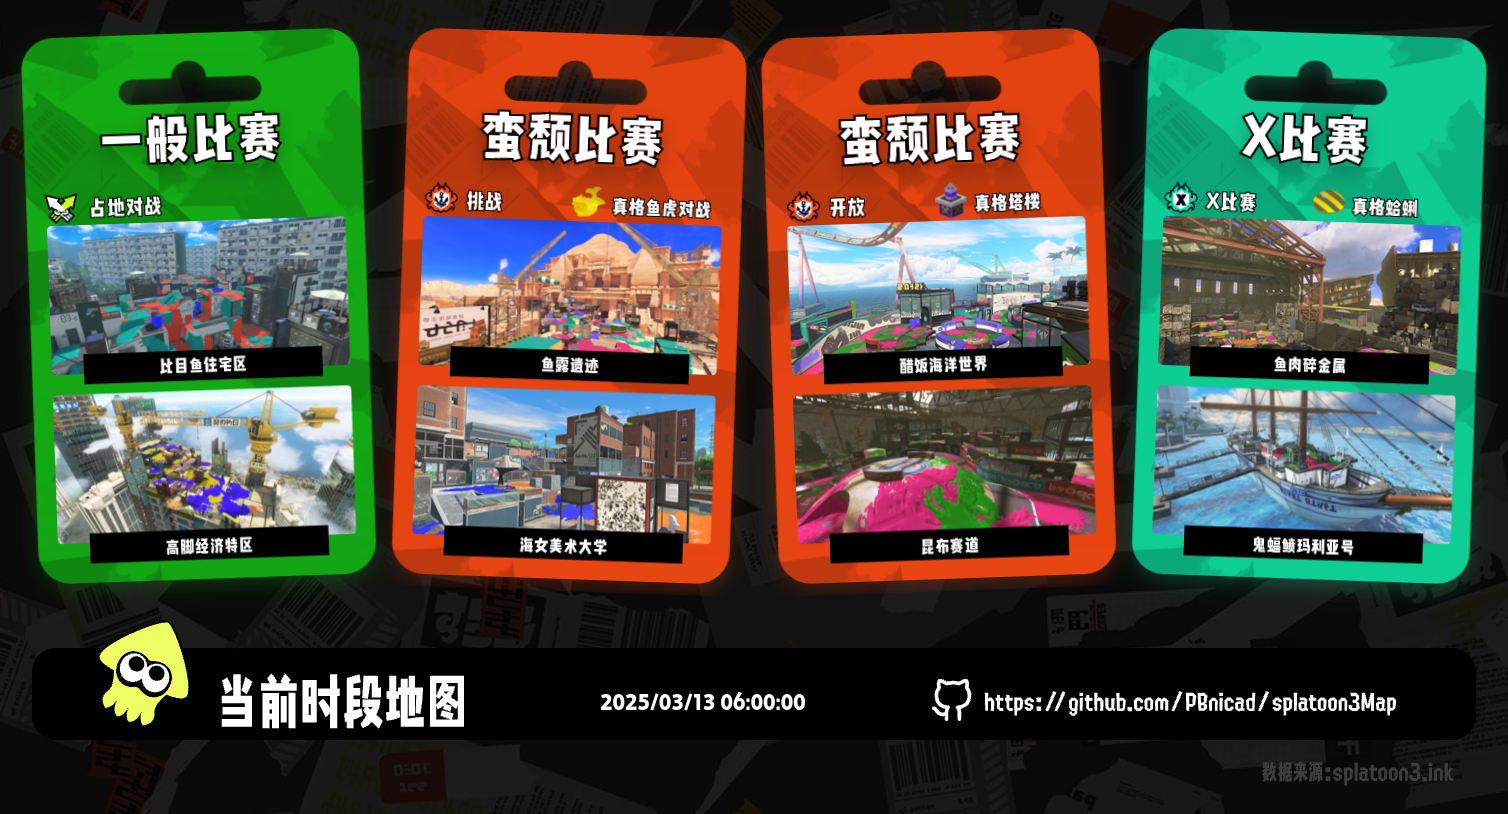 一般比赛
占地对战
比目鱼住宅区
高脚经济特区
蛮颓比赛
挑战
真格鱼虎对战
鱼露遗迹
海女美术大学
蛮颓比赛
开放
真格塔楼
醋饭海洋世界
昆布赛道
X比赛
X比赛
真格蛤蜊
鱼肉碎金属
鬼蝠鲼玛利亚号
当前时段地图
2025/03/13 06:00:00
https://github.com/PBnicad/splatoon3Map
数据来源:splatoon3.ink